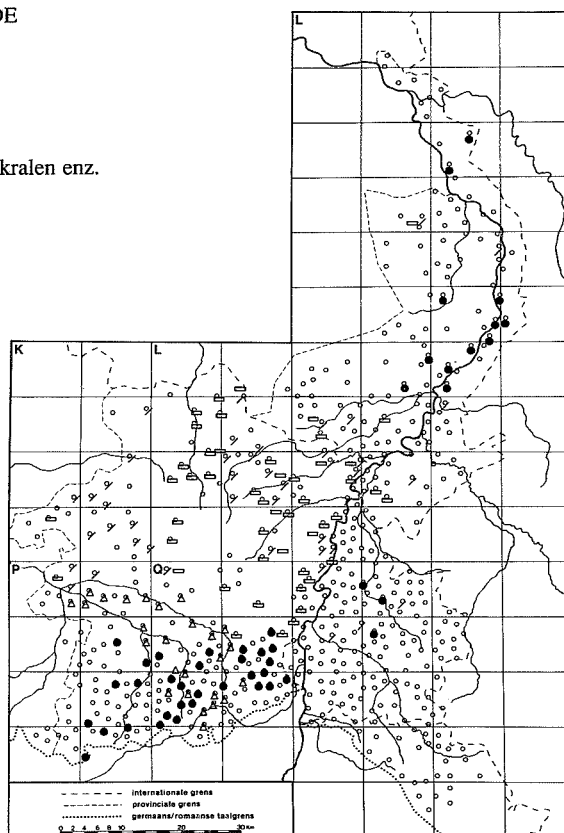 DE
L
kralen enz.
K
L
P
Q
internationale grens
provinciale grens
germaans/romaanse taalgrens
0 2 4 6 8 10 20 30 Km